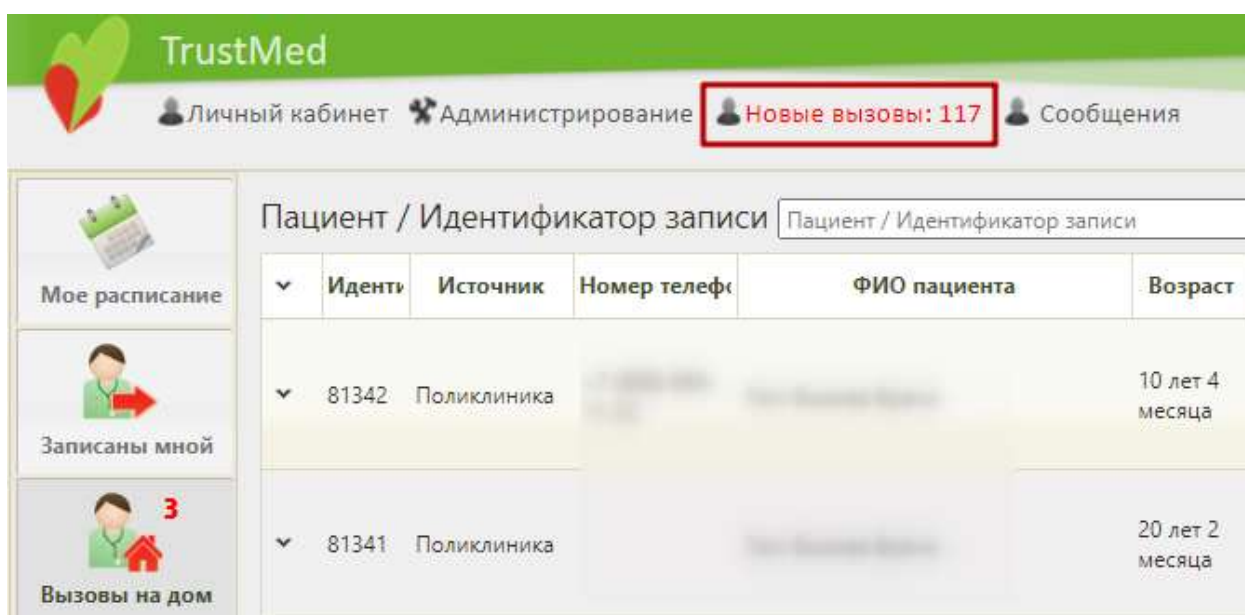 TrustMed
Личный кабинет Администрирование Новые вызовы: 117 Сообщения
Пациент / Идентификатор записи Пациент / Идентификатор записи
Мое расписание
Иденти Источник Номер телефо ФИО пациента Возраст
81342 Поликлиника 10 лет 4
месяца
Записаны мной
3
81341 Поликлиника 20 лет 2
месяца
Вызовы на дом